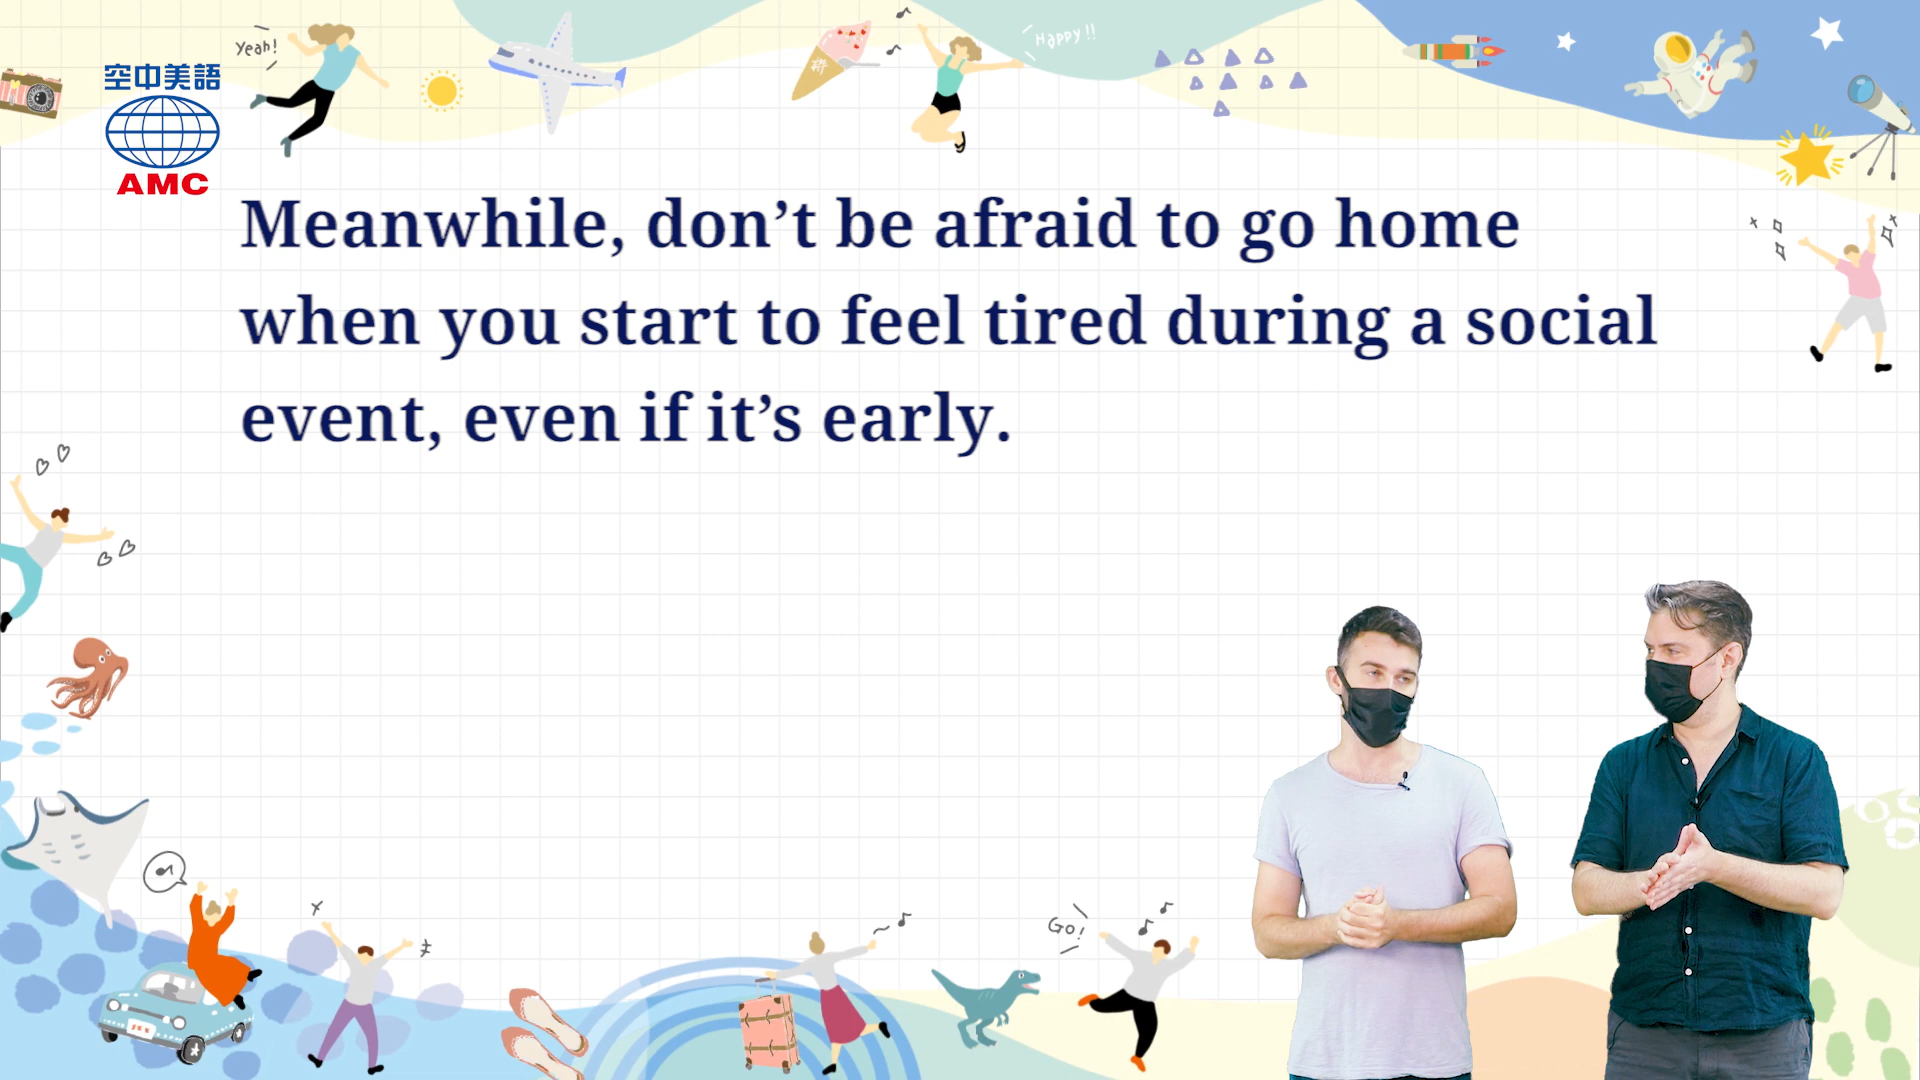 Yeah!
Happy!!
空中美語
AMC
Meanwhile, don’t be afraid to go home
when you start to feel tired during a social
event, even if it’s early.
Go!